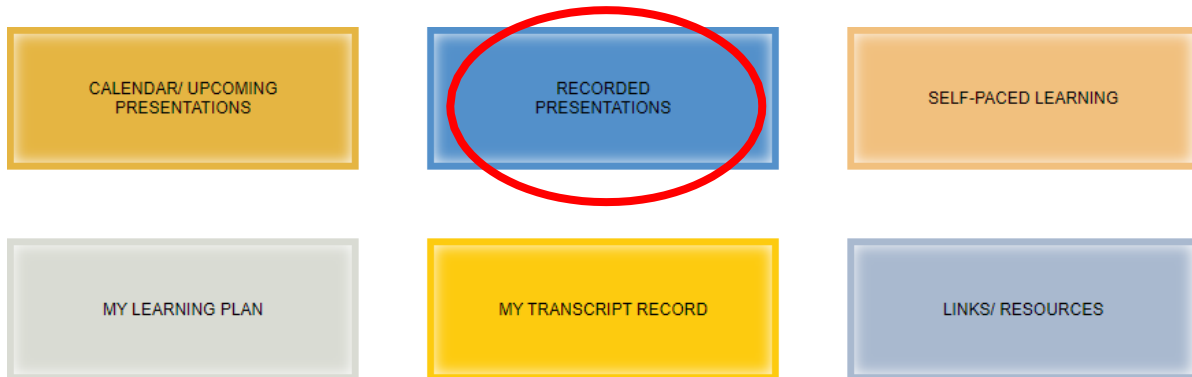 CALENDAR/ UPCOMING
PRESENTATIONS
RECORDED
PRESENTATIONS
SELF-PACED LEARNING
MY LEARNING PLAN
MY TRANSCRIPT RECORD
LINKS/ RESOURCES